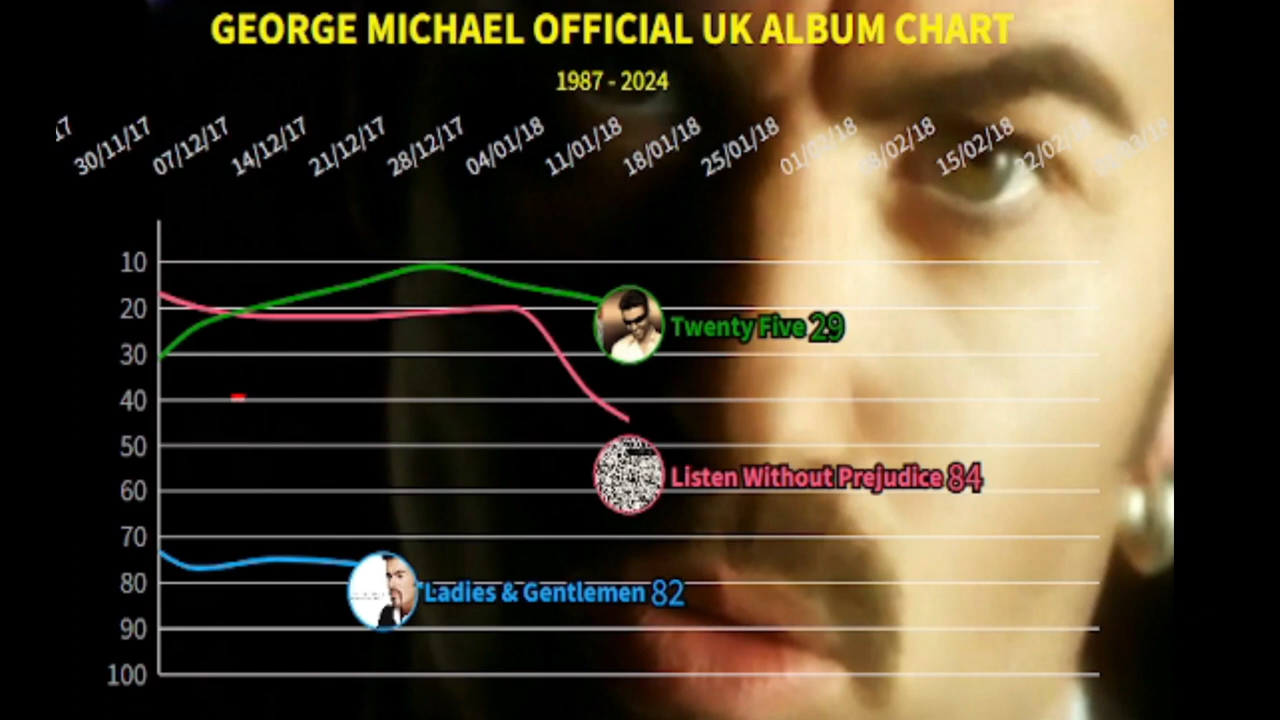 GEORGE MICHAEL OFFICIAL UK ALBUM CHART
1987 - 2024
30/11/17 07/12/17 14/12/17 21/12/17 28/12/17 04/01/18 11/01/18 18/01/18 25/01/18 01/02/18 08/02/18 15/02/18 22/02/18
10
20
Twenty Five 29
30
40
50
Listen Without Prejudice 84
60
70
80
Ladies & Gentlemen 82
90
100